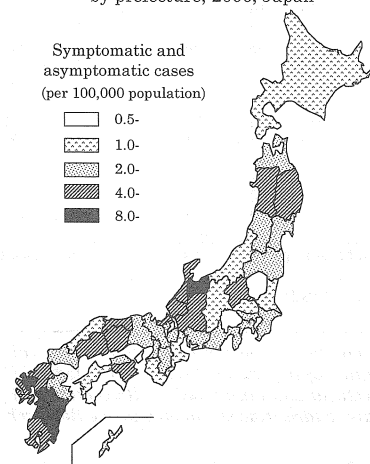 by prefecture, 2006, Japan
Symptomatic and
asymptomatic cases
(per 100,000 population)
0.5-
1.0-
2.0-
4.0-
8.0-